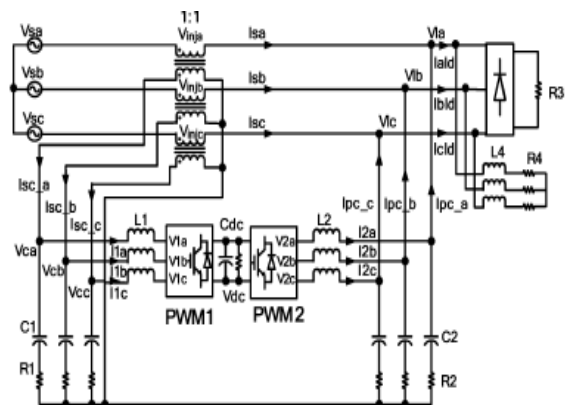 1:1
Vsa
Vinja
Isa
Vla
Iald
Vsb
Vinjb
Isb
Vlb
Ibld
R3
Vsc
Vinjc
Isc
Vlc
Icld
Isc_a
Isc_b
Isc_c
L4
R4
Ipc_c
Ipc_b
Ipc_a
L1
Cdc
L2
Vca
I1a
V1a
V2a
I2a
Vcb
I1b
V1b
V2b
I2b
Vcc
I1c
V1c
Vdc
V2c
I2c
PWM1
PWM2
C1
C2
R1
R2